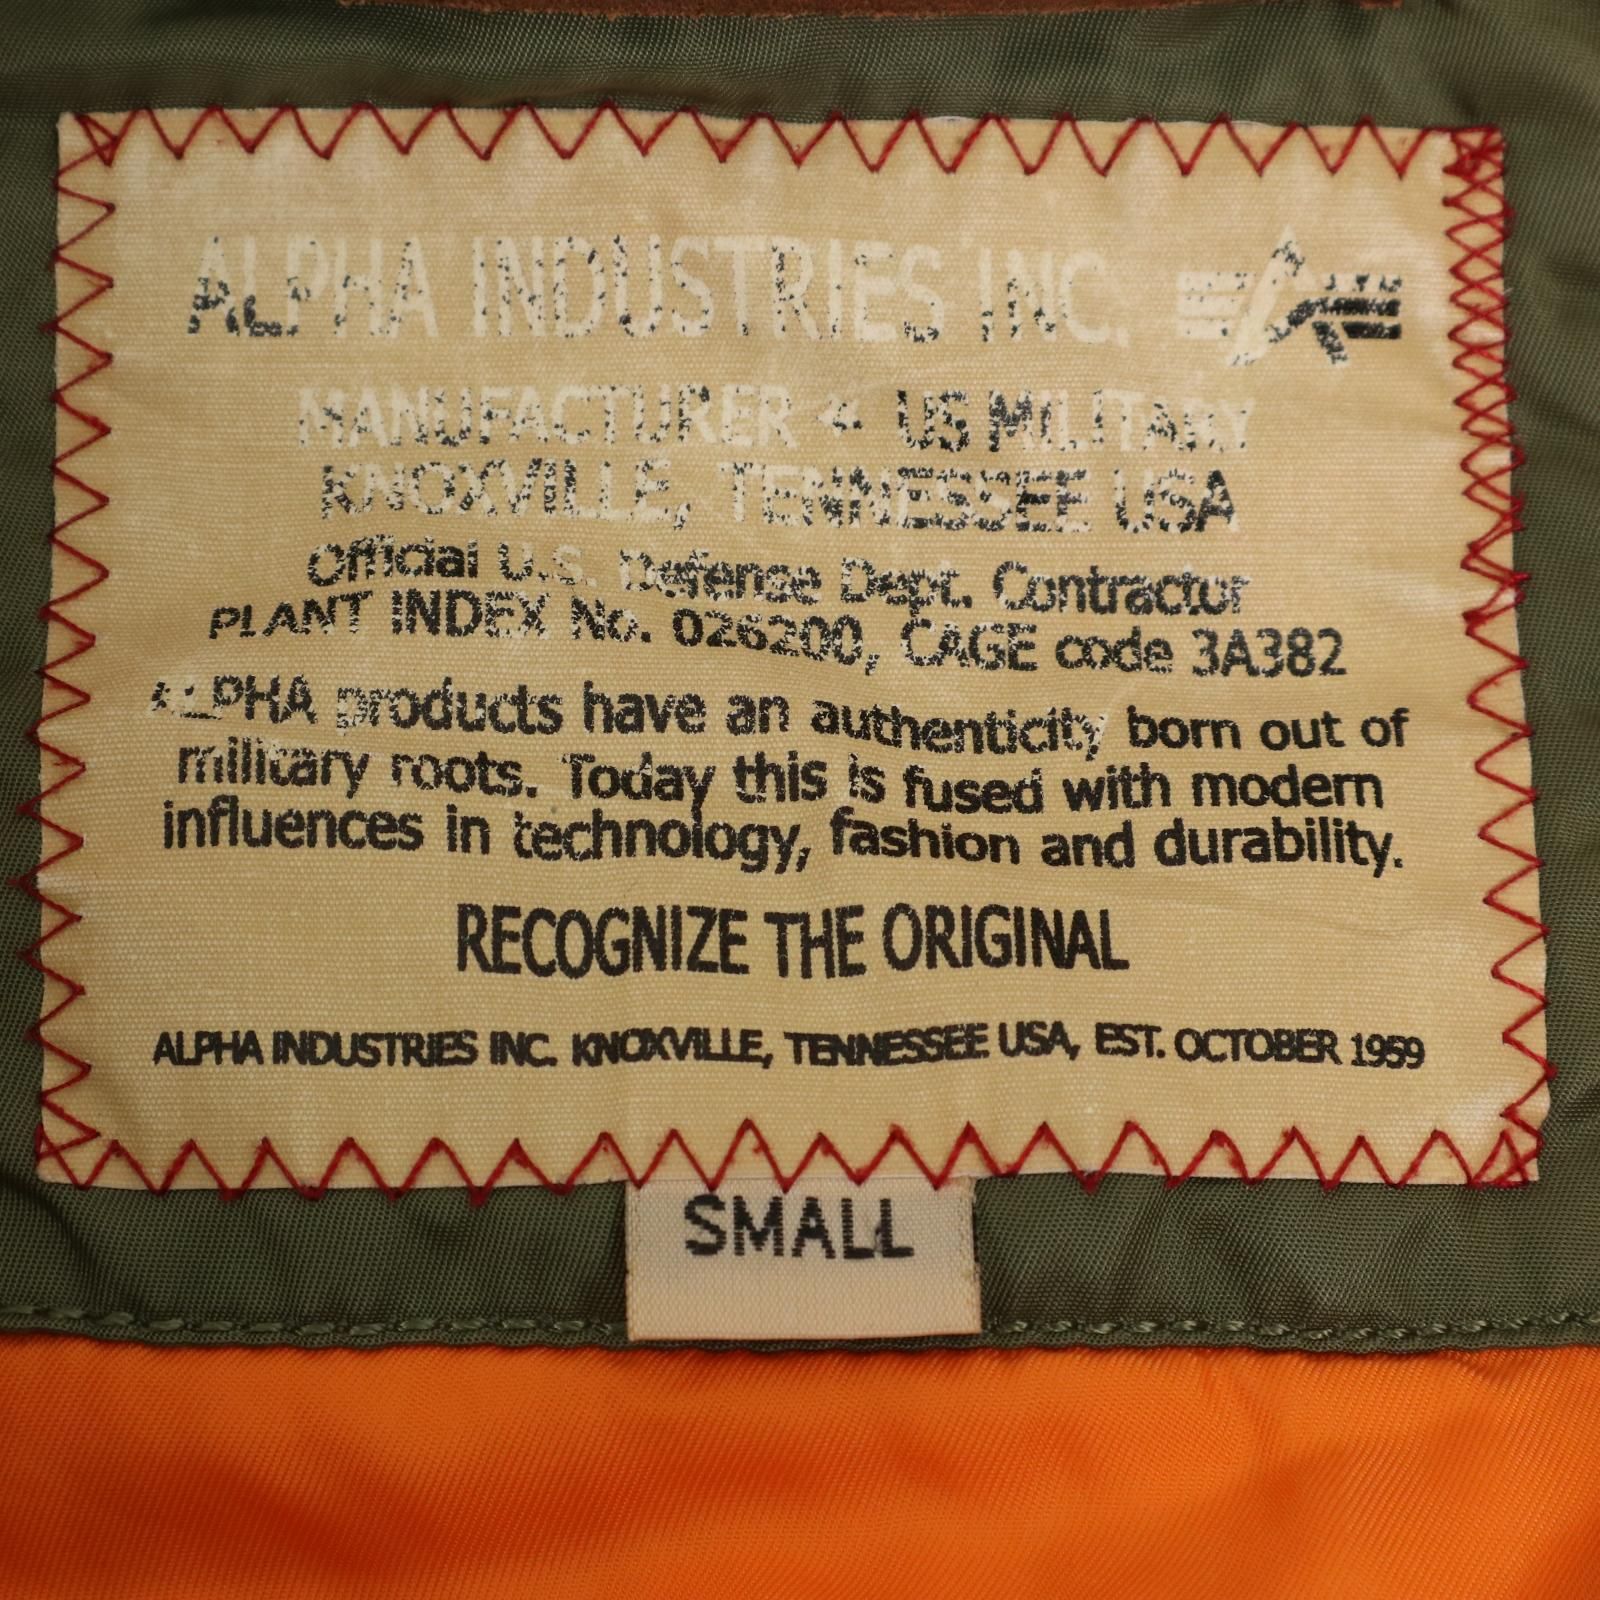 ALPHA INDUSTRIES INC.
MANUFACTURER US MILITARY
KNOXVILLE, TENNESSEE USA
Official U.S. Defense Dept. Contractor
PLANT INDEX No. 026200, CAGE code 3A382
ALPHA products have an authenticity born out of
military roots. Today this is fused with modern
influences in technology, fashion and durability.
RECOGNIZE THE ORIGINAL
ALPHA INDUSTRIES INC. KNOXVILLE, TENNESSEE USA, EST. OCTOBER 1959
SMALL